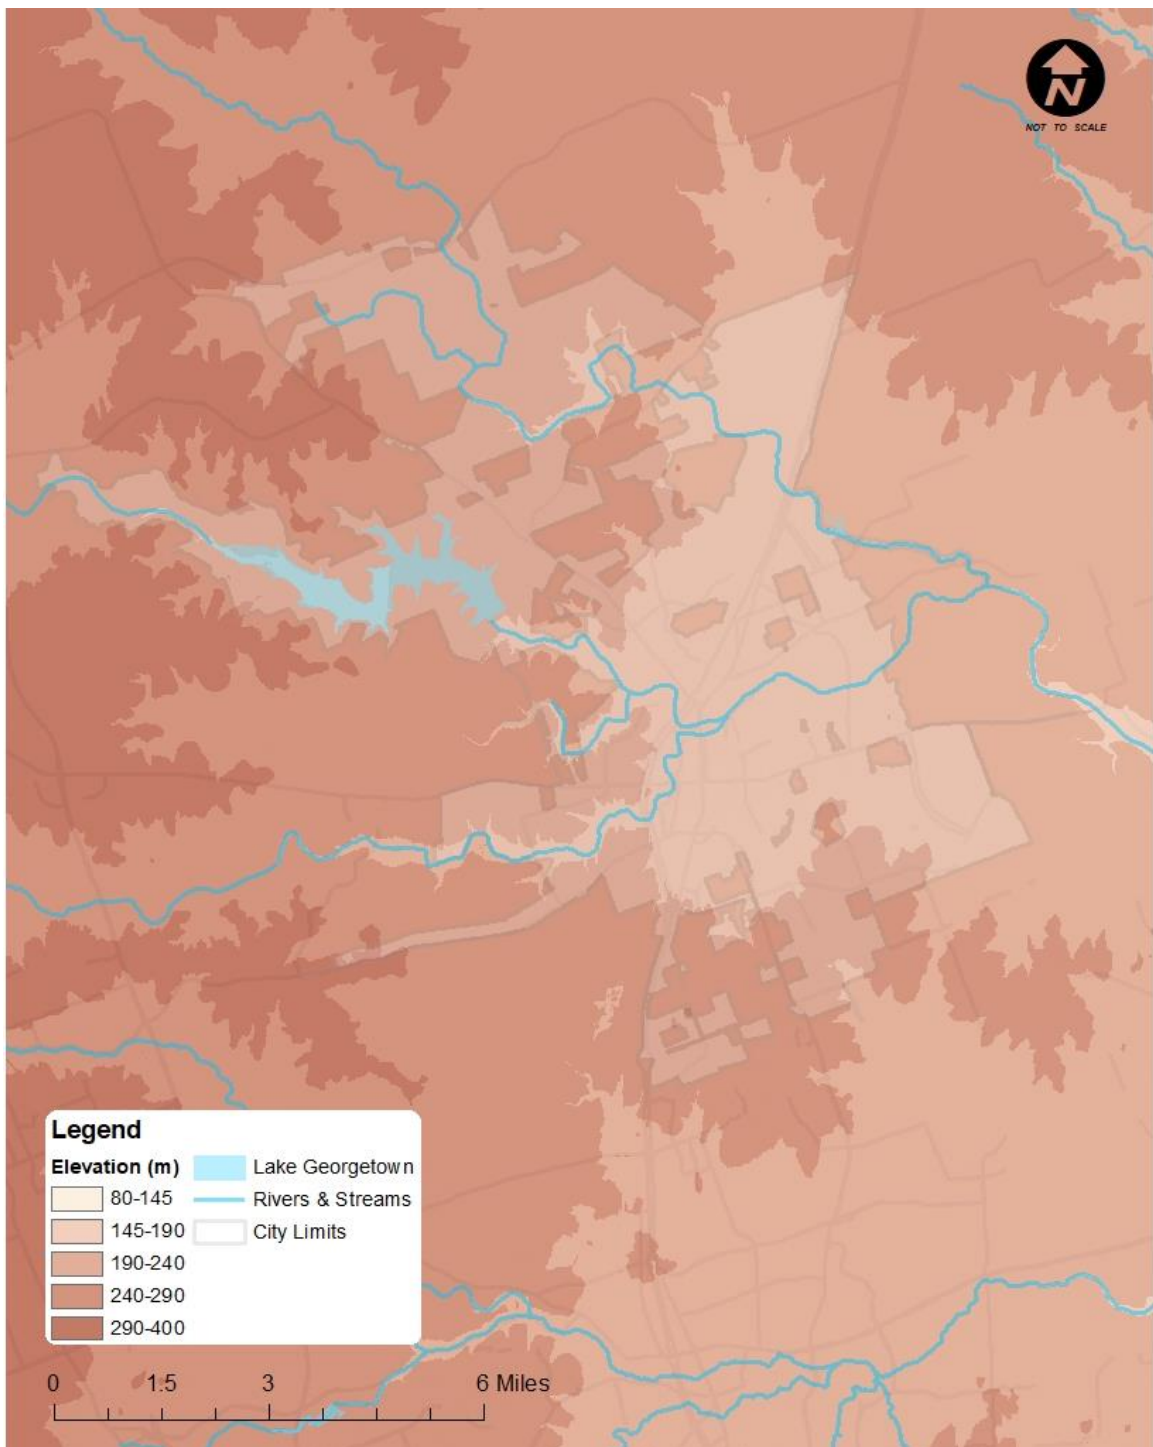 N
NOT TO SCALE
Legend
Elevation (m)
80-145
145-190
190-240
240-290
290-400
Lake Georgetown
Rivers & Streams
City Limits
0 1.5 3 6 Miles